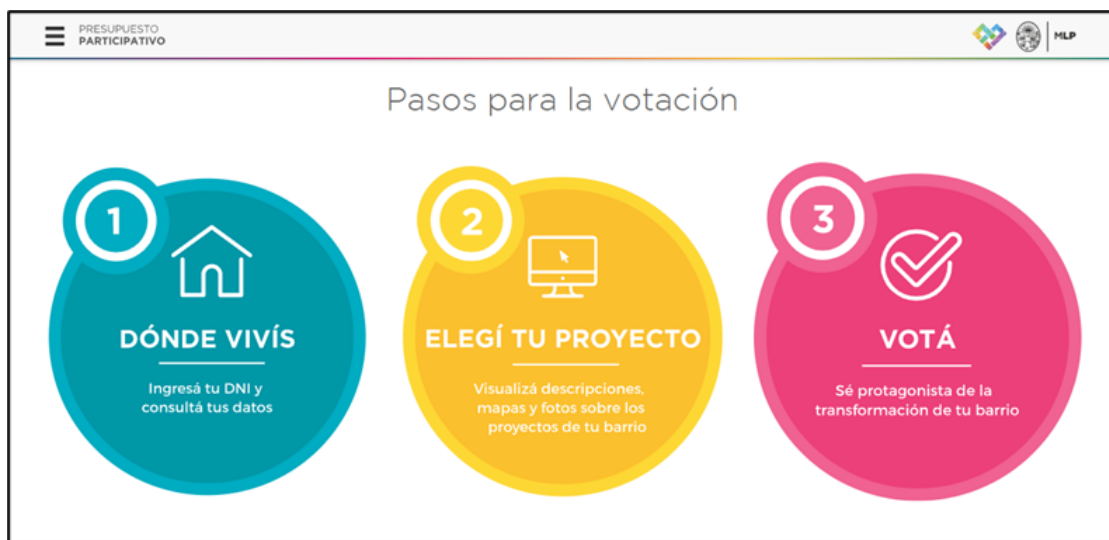 PRESUPUESTO
PARTICIPATIVO
MLP
Pasos para la votación
1
DÓNDE VIVÍS
Ingresá tu DNI y
consultá tus datos
2
ELEGÍ TU PROYECTO
Visualizá descripciones,
mapas y fotos sobre los
proyectos de tu barrio
3
VOTÁ
Sé protagonista de la
transformación de tu barrio